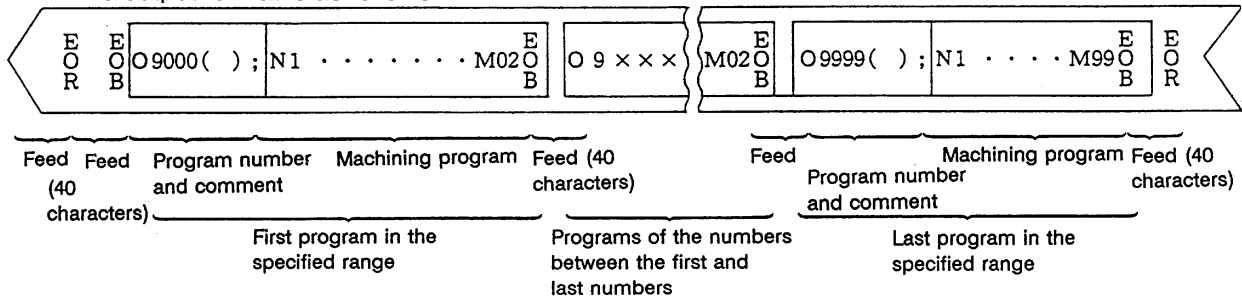 E O R E O B O 9000( ) ; N1 · · · · · · · M02 E O B O 9 × × × M02 E O B O 9999( ) ; N1 · · · · M99 E O B E O R
Feed (40 characters)
Feed
Program number and comment
Machining program
Feed (40 characters)
Feed
Program number and comment
Machining program
Feed (40 characters)
First program in the specified range
Programs of the numbers between the first and last numbers
Last program in the specified range